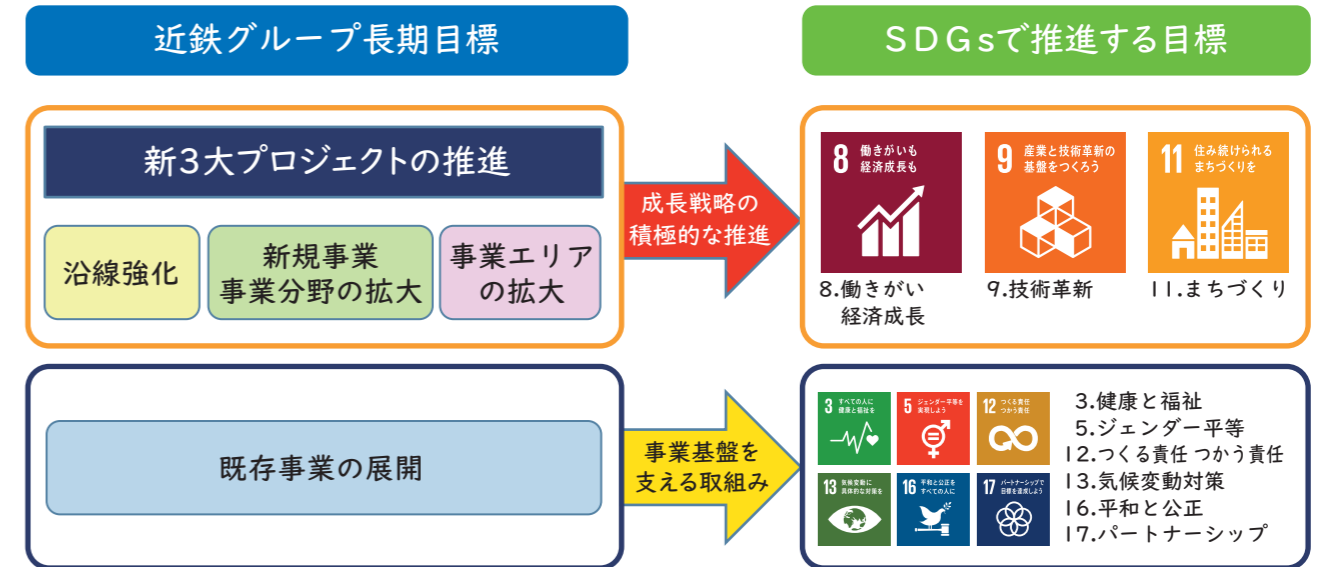 近鉄グループ長期目標
SDGsで推進する目標
新3大プロジェクトの推進
沿線強化
新規事業
事業分野の拡大
事業エリア
の拡大
成長戦略の
積極的な推進
8 働きがいも
経済成長も
9 産業と技術革新の
基盤をつくろう
11 住み続けられる
まちづくりを
8.働きがい
経済成長
9.技術革新
11.まちづくり
既存事業の展開
事業基盤を
支える取組み
3 すべての人に
健康と福祉を
5 ジェンダー平等を
実現しよう
12 つくる責任
つかう責任
13 気候変動に
具体的な対策を
16 平和と公正を
すべての人に
17 パートナーシップで
目標を達成しよう
3.健康と福祉
5.ジェンダー平等
12.つくる責任 つかう責任
13.気候変動対策
16.平和と公正
17.パートナーシップ